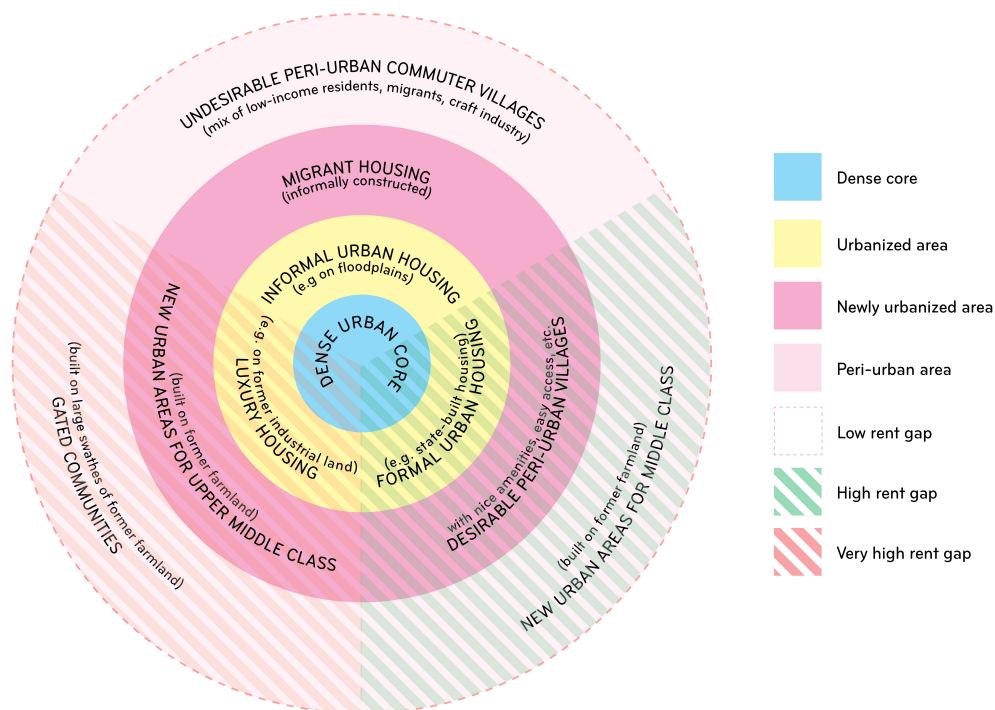 UNDESIRABLE PERI-URBAN COMMUTER VILLAGES
(mix of low-income residents, migrants, craft industry)
MIGRANT HOUSING
(informally constructed)
INFORMAL URBAN HOUSING
(e.g on floodplains)
DENSE URBAN CORE
(e.g. on former industrial land)
LUXURY HOUSING
(e.g. state-built housing)
FORMAL URBAN HOUSING
(built on former farmland)
NEW URBAN AREAS FOR UPPER MIDDLE CLASS
with nice amenities, easy access, etc.
DESIRABLE PERI-URBAN VILLAGES
(built on large swathes of former farmland)
GATED COMMUNITIES
(built on former farmland)
NEW URBAN AREAS FOR MIDDLE CLASS
Dense core
Urbanized area
Newly urbanized area
Peri-urban area
Low rent gap
High rent gap
Very high rent gap